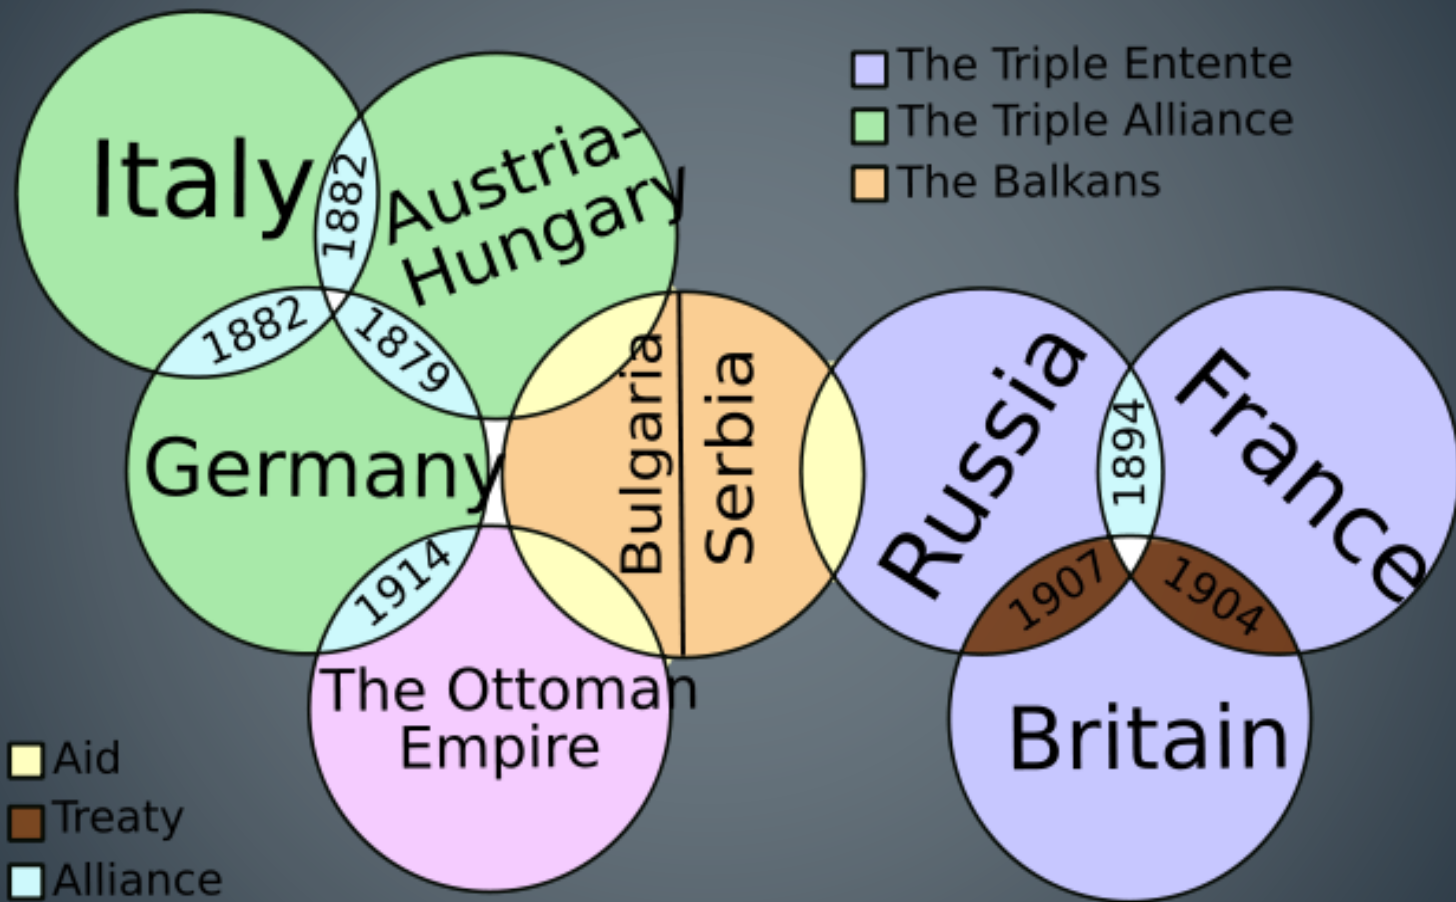 Italy
1882
Austria-
Hungary
The Triple Entente
The Triple Alliance
The Balkans
1882
1879
Germany
Bulgaria
Serbia
Russia
1894
France
1914
1907
1904
The Ottoman
Empire
Britain
Aid
Treaty
Alliance